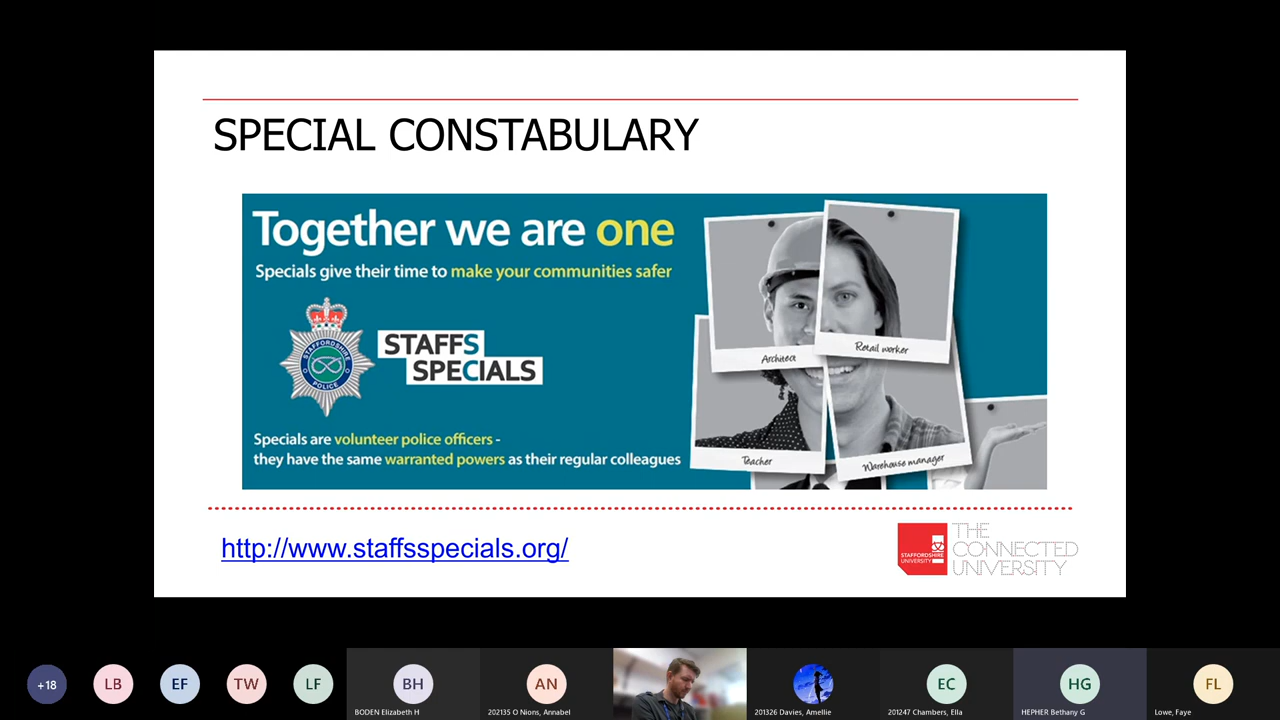 SPECIAL CONSTABULARY
Together we are one
Specials give their time to make your communities safer
STAFFORDSHIRE
POLICE
STAFFS
SPECIALS
Specials are volunteer police officers -
they have the same warranted powers as their regular colleagues
Architect
Retail worker
Teacher
Warehouse manager
http://www.staffsspecials.org/
STAFFORDSHIRE
UNIVERSITY
THE
CONNECTED
UNIVERSITY
+18
LB
EF
TW
LF
BH
BODEN Elizabeth H
AN
202135 O Nions, Annabel
201326 Davies, Amellie
EC
201247 Chambers, Ella
HG
HEPHER Bethany G
FL
Lowe, Faye